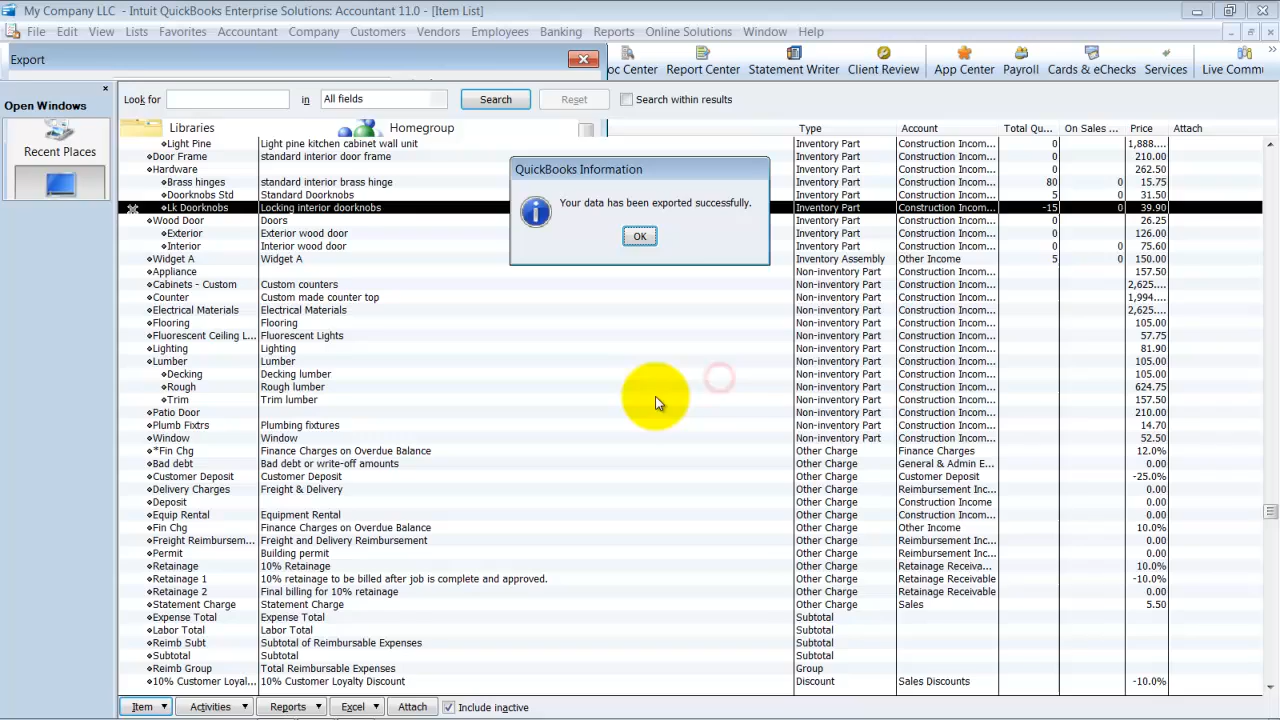 My Company LLC - Intuit QuickBooks Enterprise Solutions: Accountant 11.0 - [Item List]
File Edit View Lists Favorites Accountant Company Customers Vendors Employees Banking Reports Online Solutions Window Help
Export
oc Center Report Center Statement Writer Client Review App Center Payroll Cards & eChecks Services Live Commu
Open Windows
Look for in All fields Search Reset Search within results
Recent Places
Libraries Homegroup Type Account Total Qu... On Sales ... Price Attach
Light Pine Light pine kitchen cabinet wall unit Inventory Part Construction Incom... 0 1,888....
Door Frame standard interior door frame Inventory Part Construction Incom... 0 210.00
Hardware Inventory Part Construction Incom... 0 262.50
Brass hinges standard interior brass hinge Inventory Part Construction Incom... 80 0 15.75
Doorknobs Std Standard Doorknobs Inventory Part Construction Incom... 5 0 31.50
Lk Doorknobs Locking interior doorknobs Inventory Part Construction Incom... -15 0 39.90
Wood Door Doors Inventory Part Construction Incom... 0 26.25
Exterior Exterior wood door Inventory Part Construction Incom... 0 126.00
Interior Interior wood door Inventory Part Construction Incom... 0 0 75.60
Widget A Widget A Inventory Assembly Other Income 5 0 150.00
Appliance Non-inventory Part Construction Incom... 157.50
Cabinets - Custom Custom counters Non-inventory Part Construction Incom... 2,625....
Counter Custom made counter top Non-inventory Part Construction Incom... 1,994....
Electrical Materials Electrical Materials Non-inventory Part Construction Incom... 2,625....
Flooring Flooring Non-inventory Part Construction Incom... 105.00
Fluorescent Ceiling L... Fluorescent Lights Non-inventory Part Construction Incom... 57.75
Lighting Lighting Non-inventory Part Construction Incom... 81.90
Lumber Lumber Non-inventory Part Construction Incom... 105.00
Decking Decking lumber Non-inventory Part Construction Incom... 105.00
Rough Rough lumber Non-inventory Part Construction Incom... 624.75
Trim Trim lumber Non-inventory Part Construction Incom... 157.50
Patio Door Non-inventory Part Construction Incom... 210.00
Plumb Fixtrs Plumbing fixtures Non-inventory Part Construction Incom... 14.70
Window Window Non-inventory Part Construction Incom... 52.50
*Fin Chg Finance Charges on Overdue Balance Other Charge Finance Charges 12.0%
Bad debt Bad debt or write-off amounts Other Charge General & Admin E... 0.00
Customer Deposit Customer Deposit Other Charge Customer Deposit -25.0%
Delivery Charges Freight & Delivery Other Charge Reimbursement Inc... 0.00
Deposit Other Charge Construction Income 0.00
Equip Rental Equipment Rental Other Charge Construction Incom... 0.00
Fin Chg Finance Charges on Overdue Balance Other Charge Other Income 10.0%
Freight Reimbursem... Freight and Delivery Reimbursement Other Charge Reimbursement Inc... 0.00
Permit Building permit Other Charge Reimbursement Inc... 0.00
Retainage 10% Retainage Other Charge Retainage Receiva... 10.0%
Retainage 1 10% retainage to be billed after job is complete and approved. Other Charge Retainage Receivable -10.0%
Retainage 2 Final billing for 10% retainage Other Charge Retainage Receivable 0.00
Statement Charge Statement Charge Other Charge Sales 5.50
Expense Total Expense Total Subtotal
Labor Total Labor Total Subtotal
Reimb Subt Subtotal of Reimbursable Expenses Subtotal
Subtotal Subtotal Subtotal
Reimb Group Total Reimbursable Expenses Group
10% Customer Loyal... 10% Customer Loyalty Discount Discount Sales Discounts -10.0%
QuickBooks Information
Your data has been exported successfully.
OK
Item Activities Reports Excel Attach Include inactive